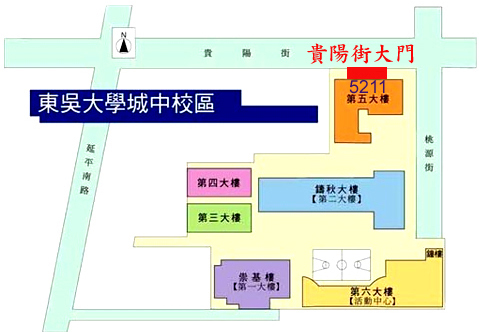 N
貴陽街
貴陽街大門
5211
東吳大學城中校區
第五大樓
延平南路
桃源街
第四大樓
鑄秋大樓
【第二大樓】
第三大樓
鐘樓
崇基樓
【第一大樓】
第六大樓
【活動中心】